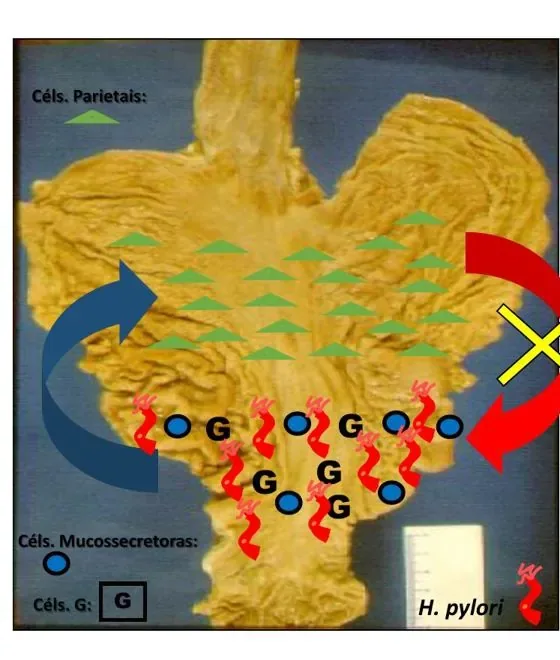 Céls. Parietais:
G
G
G
G
G
Céls. Mucossecretoras:
Céls. G: G
H. pylori